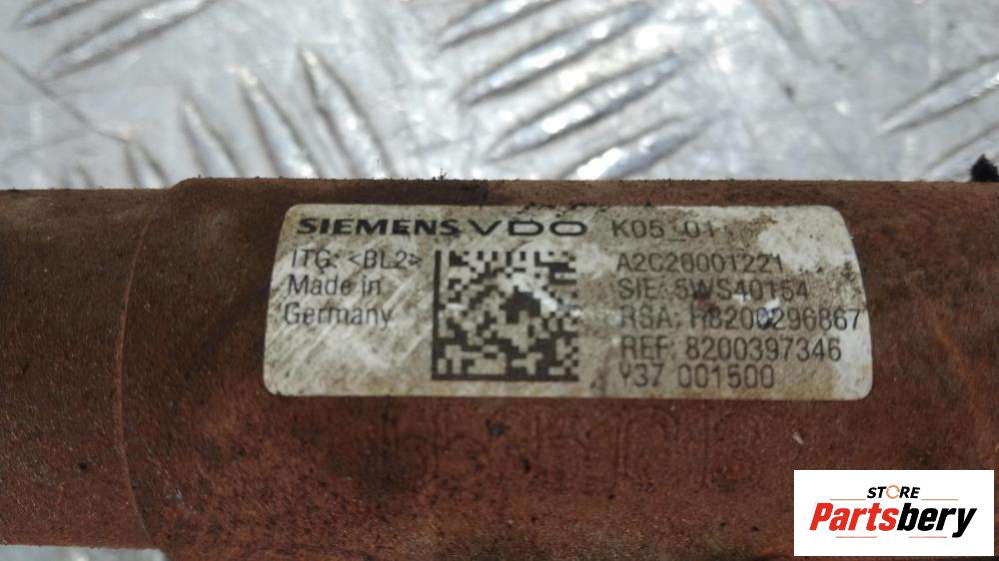 SIEMENS VDO K05_01
ITG: <BL2> A2C20001221
Made in SIE: 5WS40154
Germany RSA: H8200296867
REF: 8200397346
Y37 001500
STORE
Partsbery